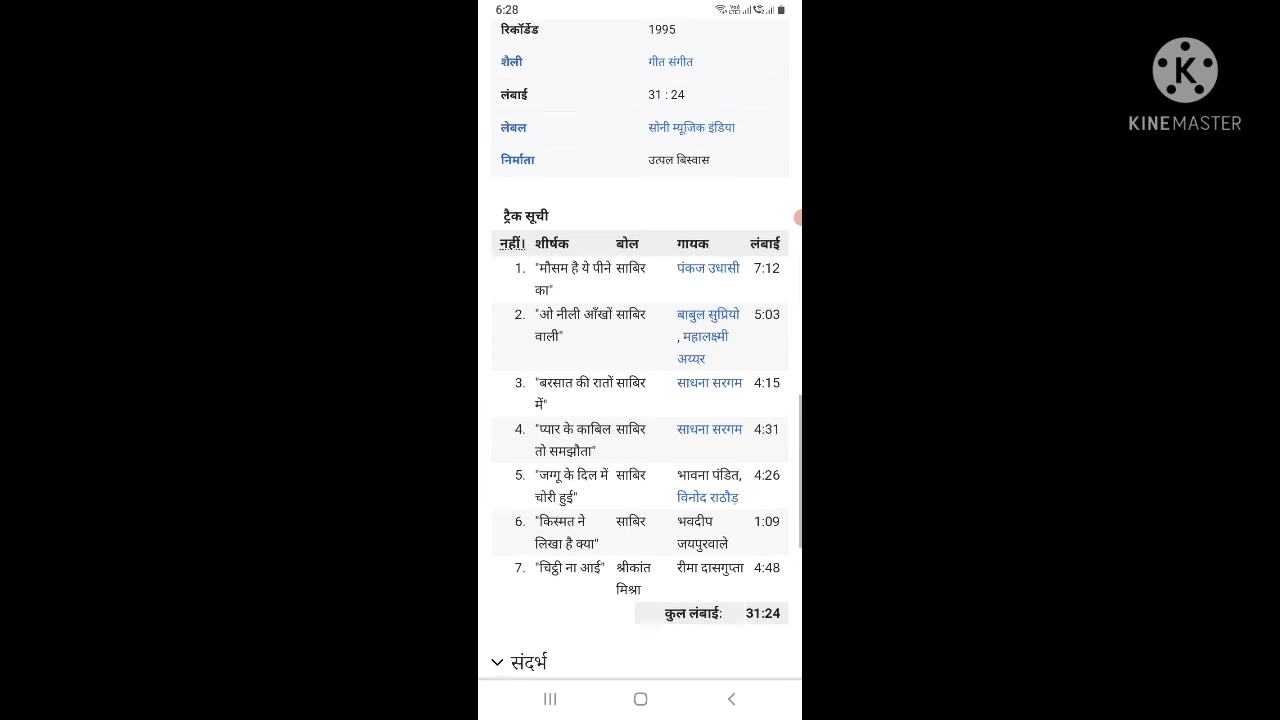 6:28
रिकॉर्डेड 1995
शैली गीत संगीत
लंबाई 31 : 24
लेबल सोनी म्यूजिक इंडिया
निर्माता उत्पल बिस्वास
K
KINEMASTER
ट्रैक सूची
नहीं। शीर्षक बोल गायक लंबाई
1. "मौसम है ये पीने साबिर पंकज उधासी 7:12
का"
2. "ओ नीली आँखों साबिर बाबुल सुप्रियो 5:03
वाली" , महालक्ष्मी
अय्यर
3. "बरसात की रातों साबिर साधना सरगम 4:15
में"
4. "प्यार के काबिल साबिर साधना सरगम 4:31
तो समझौता"
5. "जग्गू के दिल में साबिर भावना पंडित, 4:26
चोरी हुई" विनोद राठौड़
6. "किस्मत ने साबिर भवदीप 1:09
लिखा है क्या" जयपुरवाले
7. "चिट्ठी ना आई" श्रीकांत रीमा दासगुप्ता 4:48
मिश्रा
कुल लंबाई: 31:24
संदर्भ